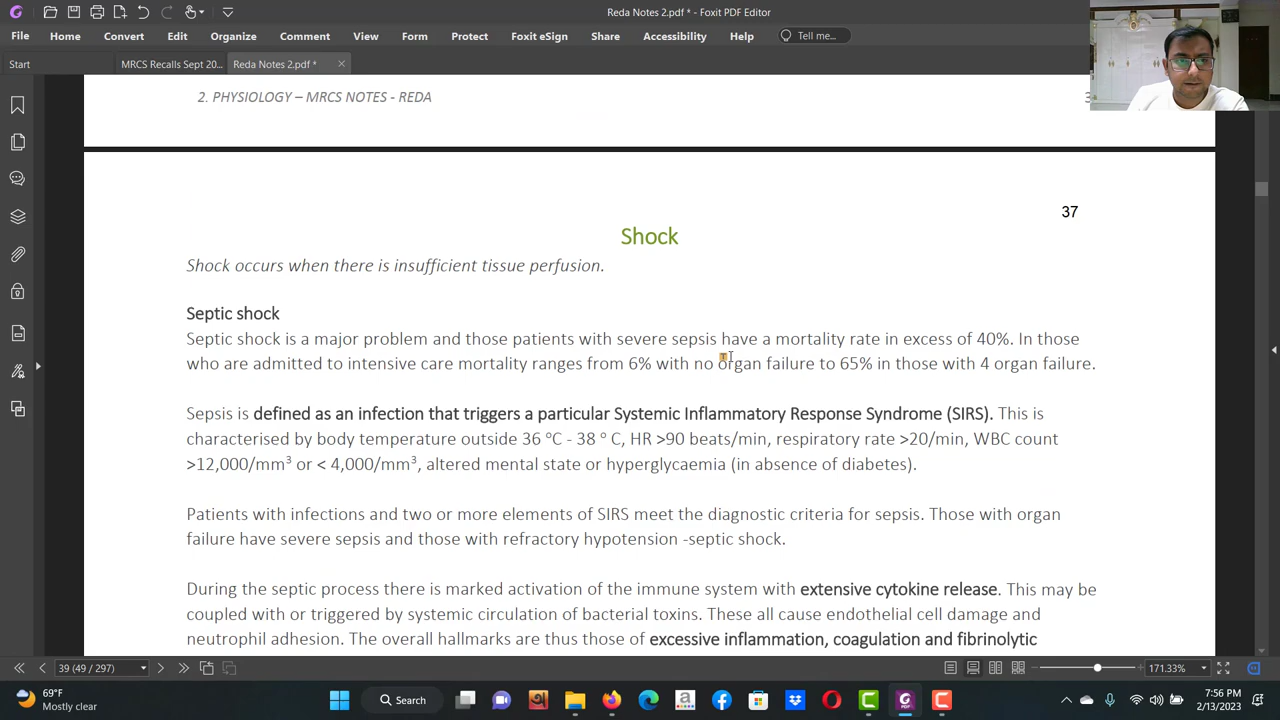 Reda Notes 2.pdf * - Foxit PDF Editor
File Home Convert Edit Organize Comment View Form Protect Foxit eSign Share Accessibility Help Tell me...
Start MRCS Recalls Sept 20... Reda Notes 2.pdf *
2. PHYSIOLOGY – MRCS NOTES - REDA
37
Shock
Shock occurs when there is insufficient tissue perfusion.
Septic shock
Septic shock is a major problem and those patients with severe sepsis have a mortality rate in excess of 40%. In those
who are admitted to intensive care mortality ranges from 6% with no organ failure to 65% in those with 4 organ failure.
Sepsis is defined as an infection that triggers a particular Systemic Inflammatory Response Syndrome (SIRS). This is
characterised by body temperature outside 36 °C - 38 ° C, HR >90 beats/min, respiratory rate >20/min, WBC count
>12,000/mm³ or < 4,000/mm³, altered mental state or hyperglycaemia (in absence of diabetes).
Patients with infections and two or more elements of SIRS meet the diagnostic criteria for sepsis. Those with organ
failure have severe sepsis and those with refractory hypotension -septic shock.
During the septic process there is marked activation of the immune system with extensive cytokine release. This may be
coupled with or triggered by systemic circulation of bacterial toxins. These all cause endothelial cell damage and
neutrophil adhesion. The overall hallmarks are thus those of excessive inflammation, coagulation and fibrinolytic
39 (49 / 297) 171.33%
69°F
Mostly clear
Search
7:56 PM
2/13/2023